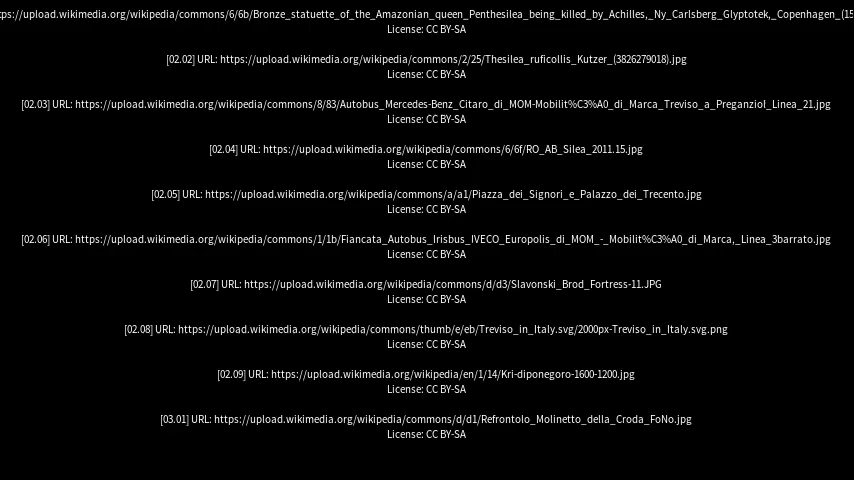 ps://upload.wikimedia.org/wikipedia/commons/6/6b/Bronze_statuette_of_the_Amazonian_queen_Penthesilea_being_killed_by_Achilles,_Ny_Carlsberg_Glyptotek,_Copenhagen_(15
License: CC BY-SA
[02.02] URL: https://upload.wikimedia.org/wikipedia/commons/2/25/Thesilea_ruficollis_Kutzer_(3826279018).jpg
License: CC BY-SA
[02.03] URL: https://upload.wikimedia.org/wikipedia/commons/8/83/Autobus_Mercedes-Benz_Citaro_di_MOM-Mobilit%C3%A0_di_Marca_Treviso_a_Preganziol_Linea_21.jpg
License: CC BY-SA
[02.04] URL: https://upload.wikimedia.org/wikipedia/commons/6/6f/RO_AB_Silea_2011.15.jpg
License: CC BY-SA
[02.05] URL: https://upload.wikimedia.org/wikipedia/commons/a/a1/Piazza_dei_Signori_e_Palazzo_dei_Trecento.jpg
License: CC BY-SA
[02.06] URL: https://upload.wikimedia.org/wikipedia/commons/1/1b/Fiancata_Autobus_Irisbus_IVECO_Europolis_di_MOM_-_Mobilit%C3%A0_di_Marca,_Linea_3barrato.jpg
License: CC BY-SA
[02.07] URL: https://upload.wikimedia.org/wikipedia/commons/d/d3/Slavonski_Brod_Fortress-11.JPG
License: CC BY-SA
[02.08] URL: https://upload.wikimedia.org/wikipedia/commons/thumb/e/eb/Treviso_in_Italy.svg/2000px-Treviso_in_Italy.svg.png
License: CC BY-SA
[02.09] URL: https://upload.wikimedia.org/wikipedia/en/1/14/Kri-diponegoro-1600-1200.jpg
License: CC BY-SA
[03.01] URL: https://upload.wikimedia.org/wikipedia/commons/d/d1/Refrontolo_Molinetto_della_Croda_FoNo.jpg
License: CC BY-SA